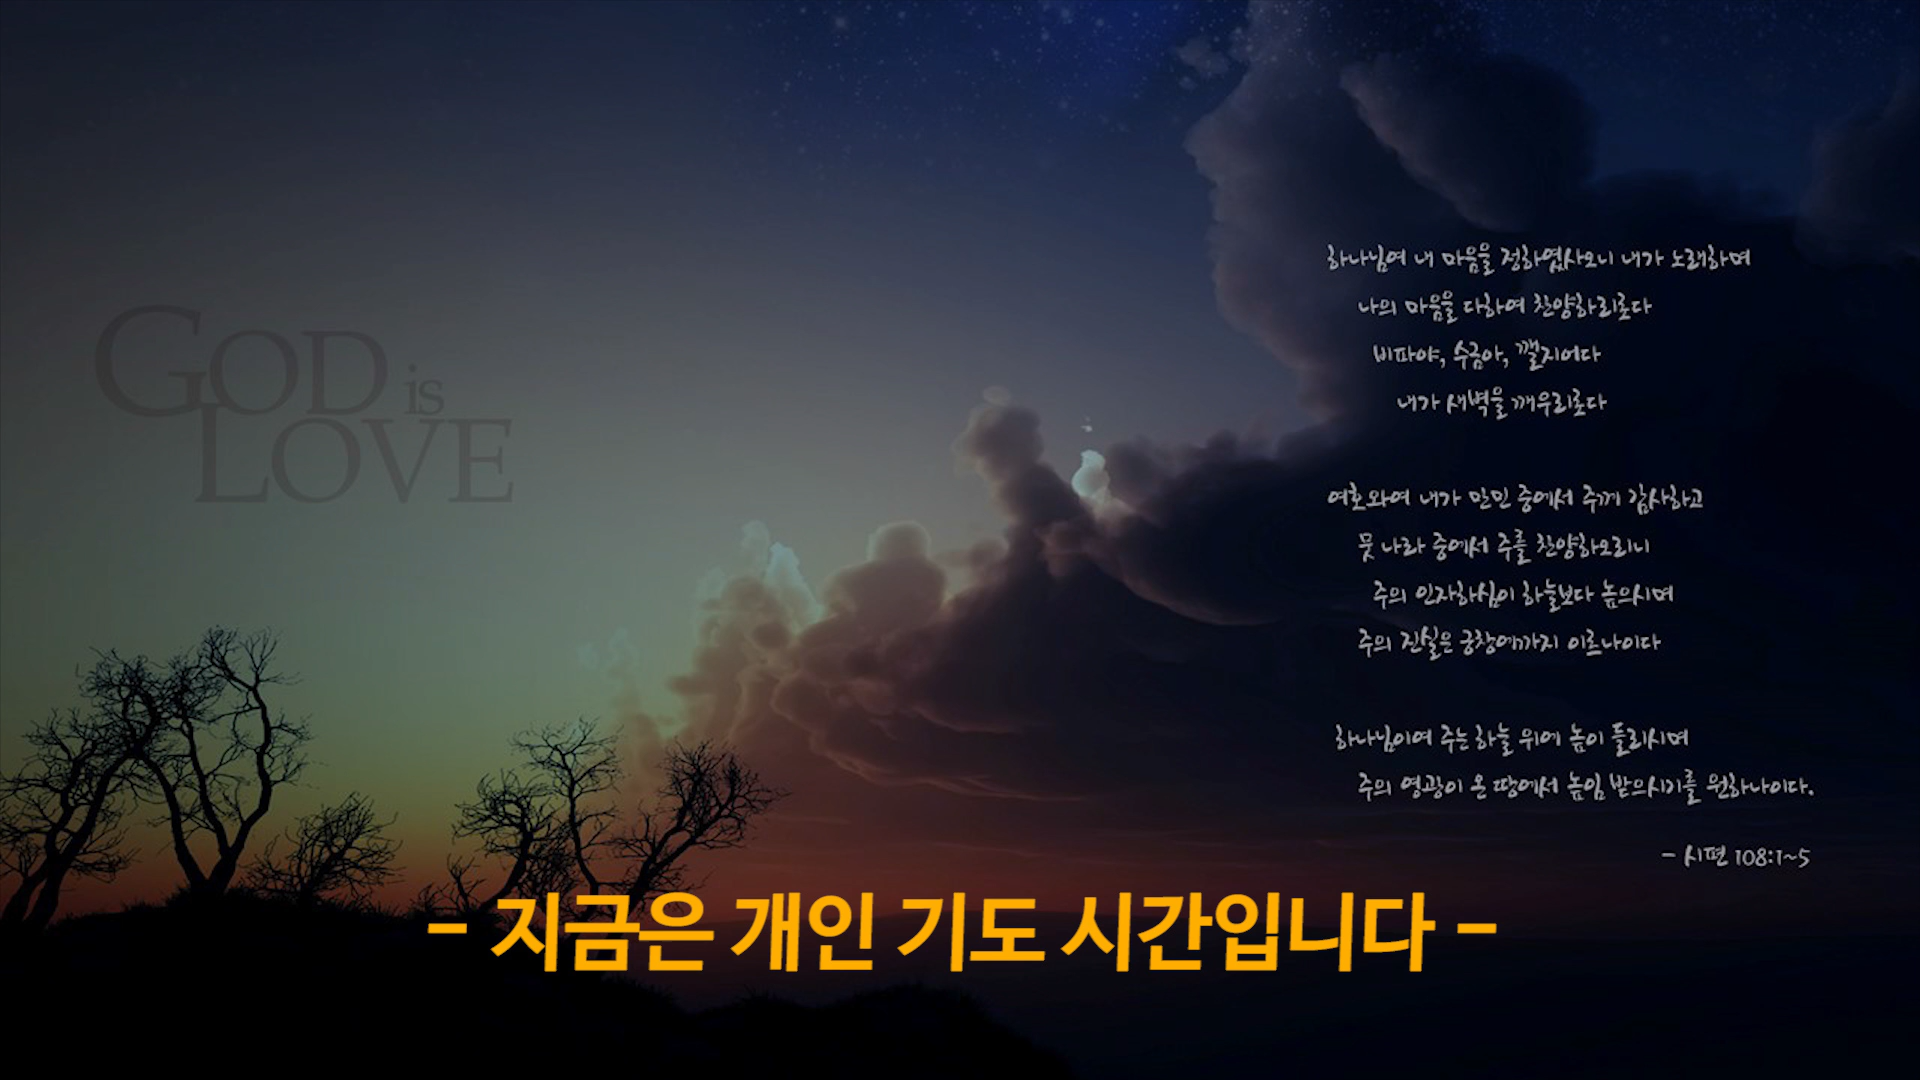 GOD is
LOVE
하나님여 내 마음을 정하였사오니 내가 노래하며
나의 마음을 다하여 찬양하리로다
비파야, 수금아, 깰지어다
내가 새벽을 깨우리로다
여호와여 내가 만민 중에서 주께 감사하고
뭇 나라 중에서 주를 찬양하오리니
주의 인자하심이 하늘보다 높으시며
주의 진실은 궁창에까지 이르나이다
하나님이여 주는 하늘 위에 높이 들리시며
주의 영광이 온 땅에서 높임 받으시기를 원하나이다.
- 시편 108:1~5
- 지금은 개인 기도 시간입니다 -